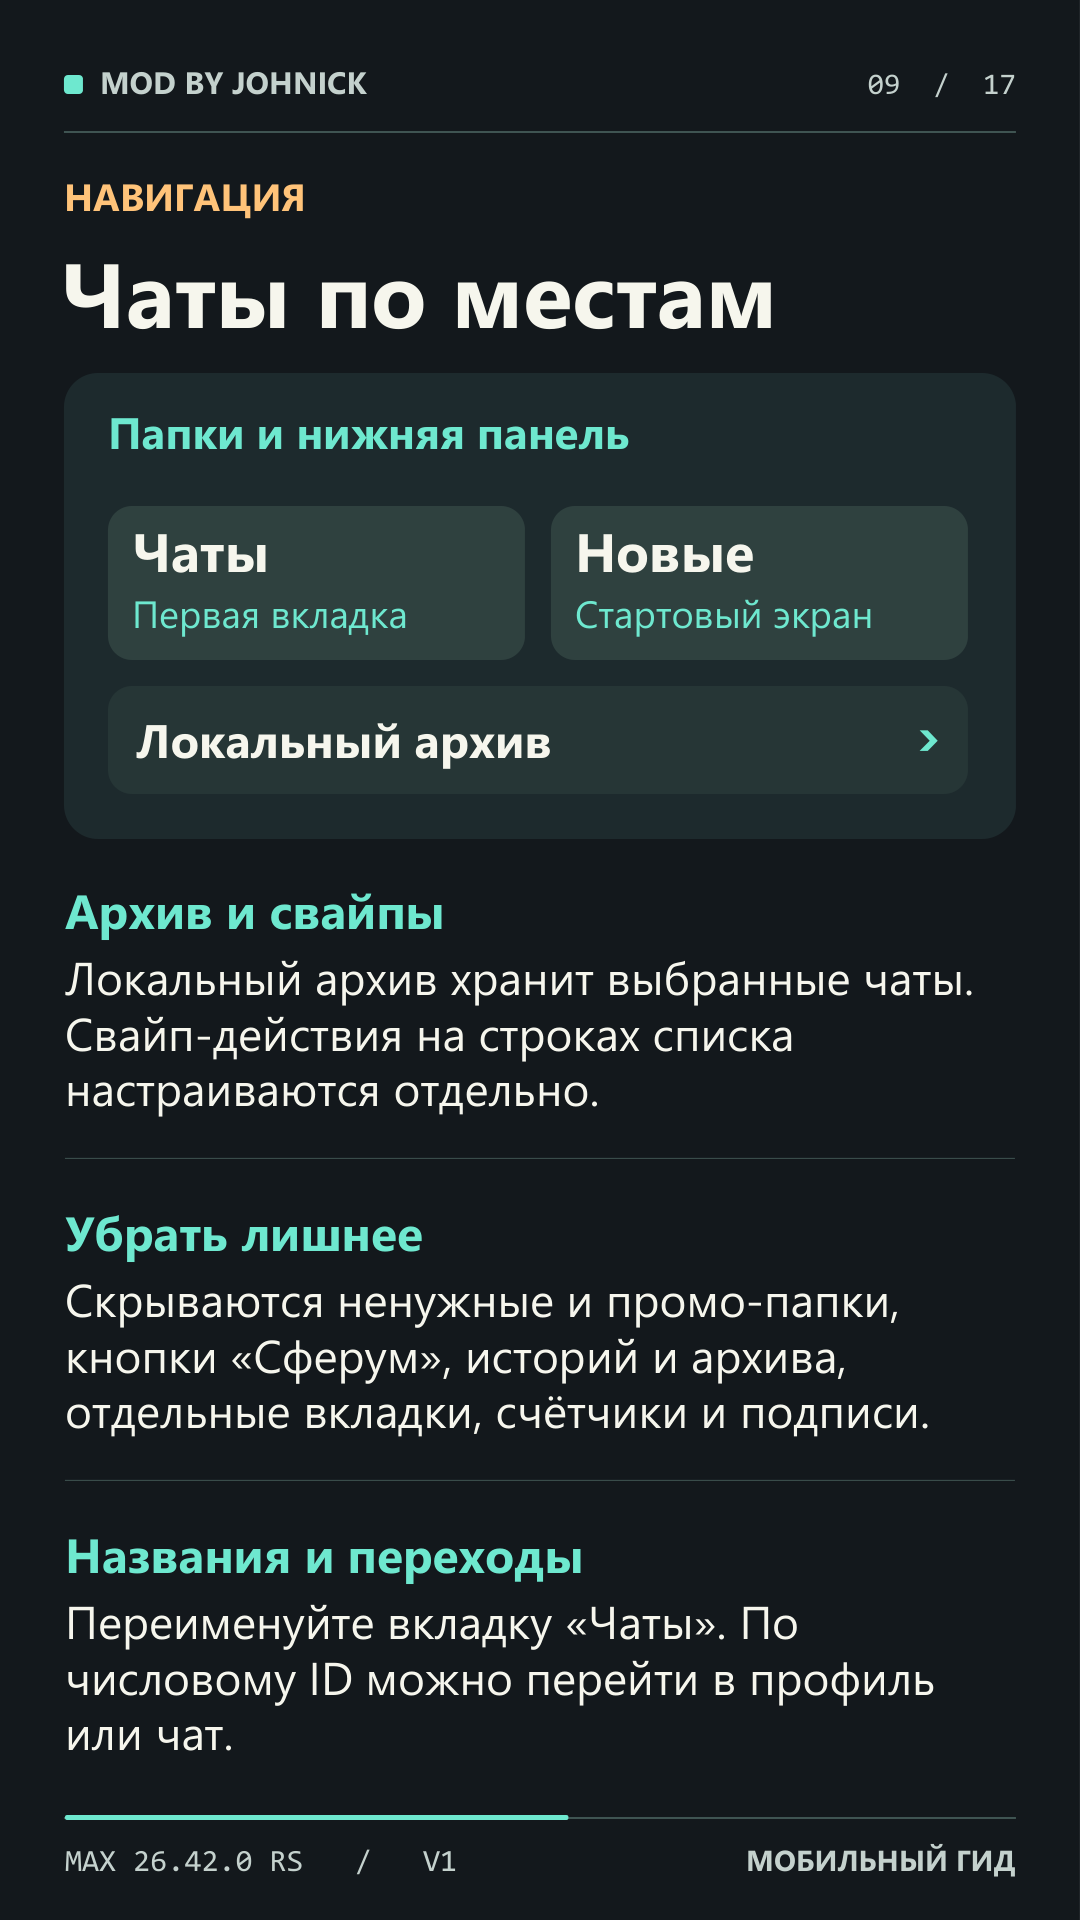 MOD BY JOHNICK
09 / 17
НАВИГАЦИЯ
Чаты по местам
Папки и нижняя панель
Чаты
Первая вкладка
Новые
Стартовый экран
Локальный архив
Архив и свайпы
Локальный архив хранит выбранные чаты.
Свайп-действия на строках списка
настраиваются отдельно.
Убрать лишнее
Скрываются ненужные и промо-папки,
кнопки «Сферум», историй и архива,
отдельные вкладки, счётчики и подписи.
Названия и переходы
Переименуйте вкладку «Чаты». По
числовому ID можно перейти в профиль
или чат.
MAX 26.42.0 RS / V1
МОБИЛЬНЫЙ ГИД